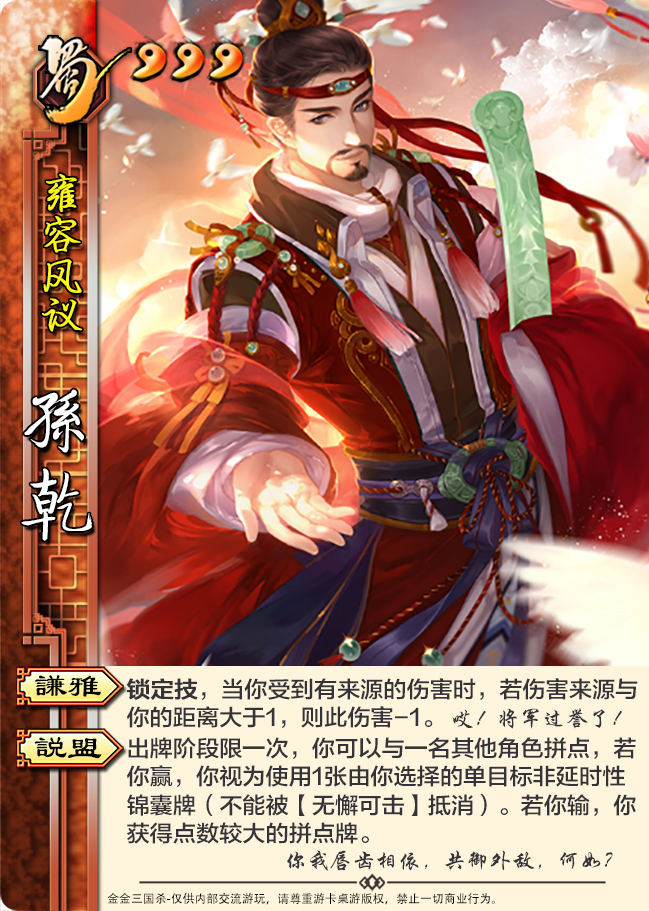 蜀
雍容风议
孫乾
謙雅
锁定技，当你受到有来源的伤害时，若伤害来源与
你的距离大于1，则此伤害-1。哎！将军过誉了！
説盟
出牌阶段限一次，你可以与一名其他角色拼点，若
你赢，你视为使用1张由你选择的单目标非延时性
锦囊牌（不能被【无懈可击】抵消）。若你输，你
获得点数较大的拼点牌。
你我唇齿相依，共御外敌，何如？
金金三国杀-仅供内部交流游玩，请尊重游卡桌游版权，禁止一切商业行为。